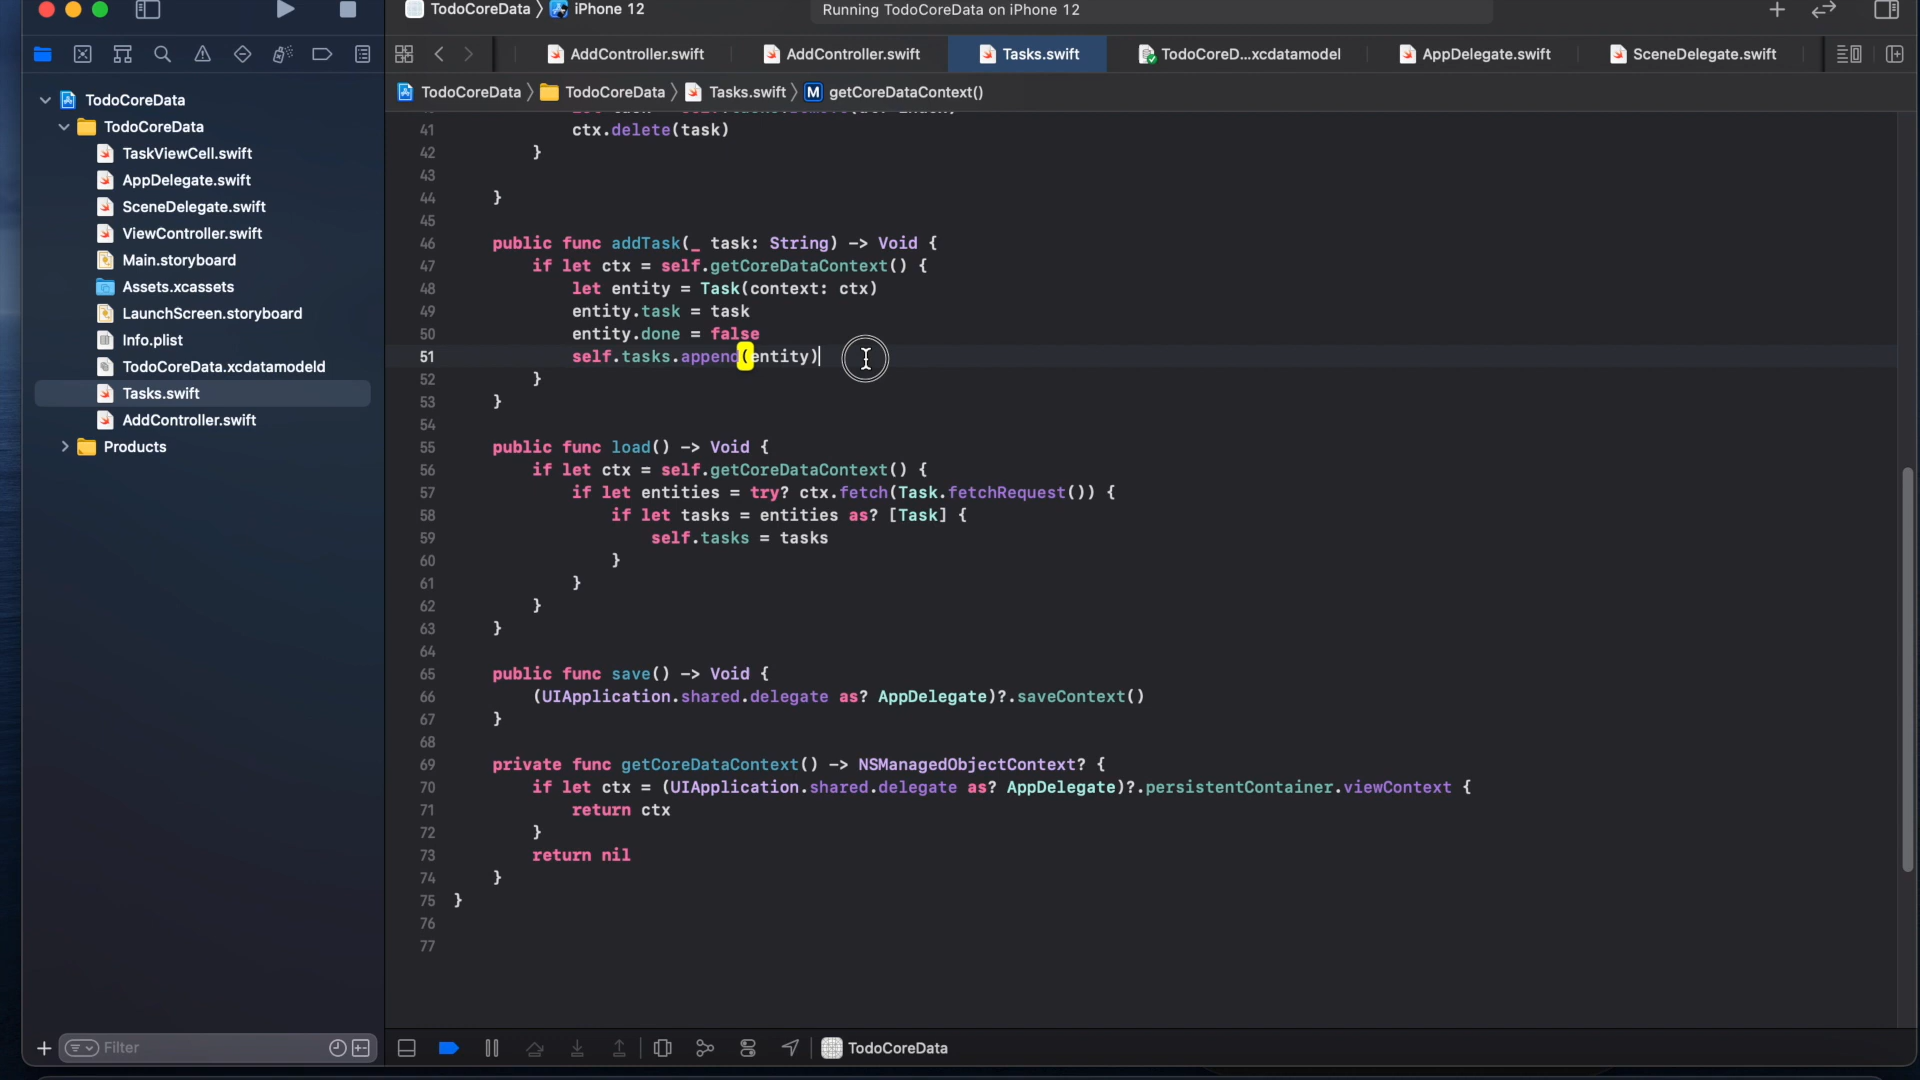 TodoCoreData 〉 iPhone 12
Running TodoCoreData on iPhone 12
AddController.swift
AddController.swift
Tasks.swift
TodoCoreD...xcdatamodel
AppDelegate.swift
SceneDelegate.swift
TodoCoreData 〉 TodoCoreData 〉 Tasks.swift 〉 M getCoreDataContext()
TodoCoreData
TodoCoreData
TaskViewCell.swift
AppDelegate.swift
SceneDelegate.swift
ViewController.swift
Main.storyboard
Assets.xcassets
LaunchScreen.storyboard
Info.plist
TodoCoreData.xcdatamodeld
Tasks.swift
AddController.swift
Products
Filter
41 ctx.delete(task)
42 }
43
44 }
45
46 public func addTask(_ task: String) -> Void {
47 if let ctx = self.getCoreDataContext() {
48 let entity = Task(context: ctx)
49 entity.task = task
50 entity.done = false
51 self.tasks.append(entity)
52 }
53 }
54
55 public func load() -> Void {
56 if let ctx = self.getCoreDataContext() {
57 if let entities = try? ctx.fetch(Task.fetchRequest()) {
58 if let tasks = entities as? [Task] {
59 self.tasks = tasks
60 }
61 }
62 }
63 }
64
65 public func save() -> Void {
66 (UIApplication.shared.delegate as? AppDelegate)?.saveContext()
67 }
68
69 private func getCoreDataContext() -> NSManagedObjectContext? {
70 if let ctx = (UIApplication.shared.delegate as? AppDelegate)?.persistentContainer.viewContext {
71 return ctx
72 }
73 return nil
74 }
75 }
76
77
TodoCoreData